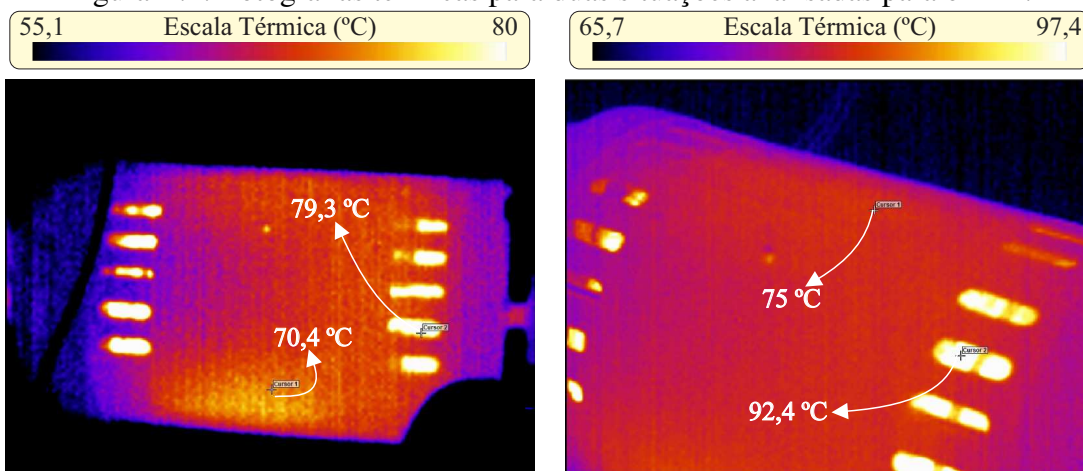 55,1 Escala Térmica (ºC) 80
65,7 Escala Térmica (ºC) 97,4
79,3 ºC
Cursor 2
70,4 ºC
Cursor 1
Cursor 1
75 ºC
Cursor 2
92,4 ºC